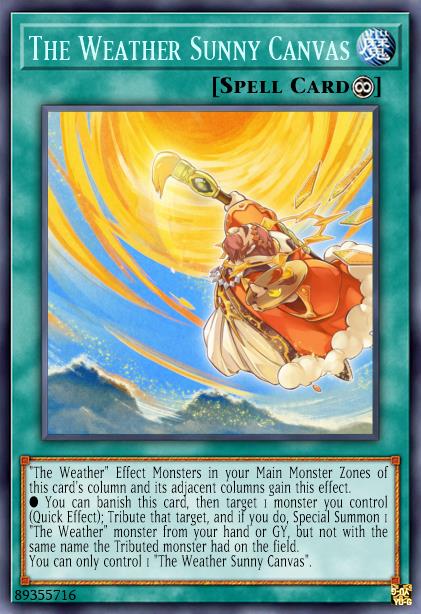 THE WEATHER SUNNY CANVAS
魔
[SPELL CARD]
"The Weather" Effect Monsters in your Main Monster Zones of
this card's column and its adjacent columns gain this effect.
● You can banish this card, then target 1 monster you control
(Quick Effect); Tribute that target, and if you do, Special Summon 1
"The Weather" monster from your hand or GY, but not with the
same name the Tributed monster had on the field.
You can only control 1 "The Weather Sunny Canvas".
89355716